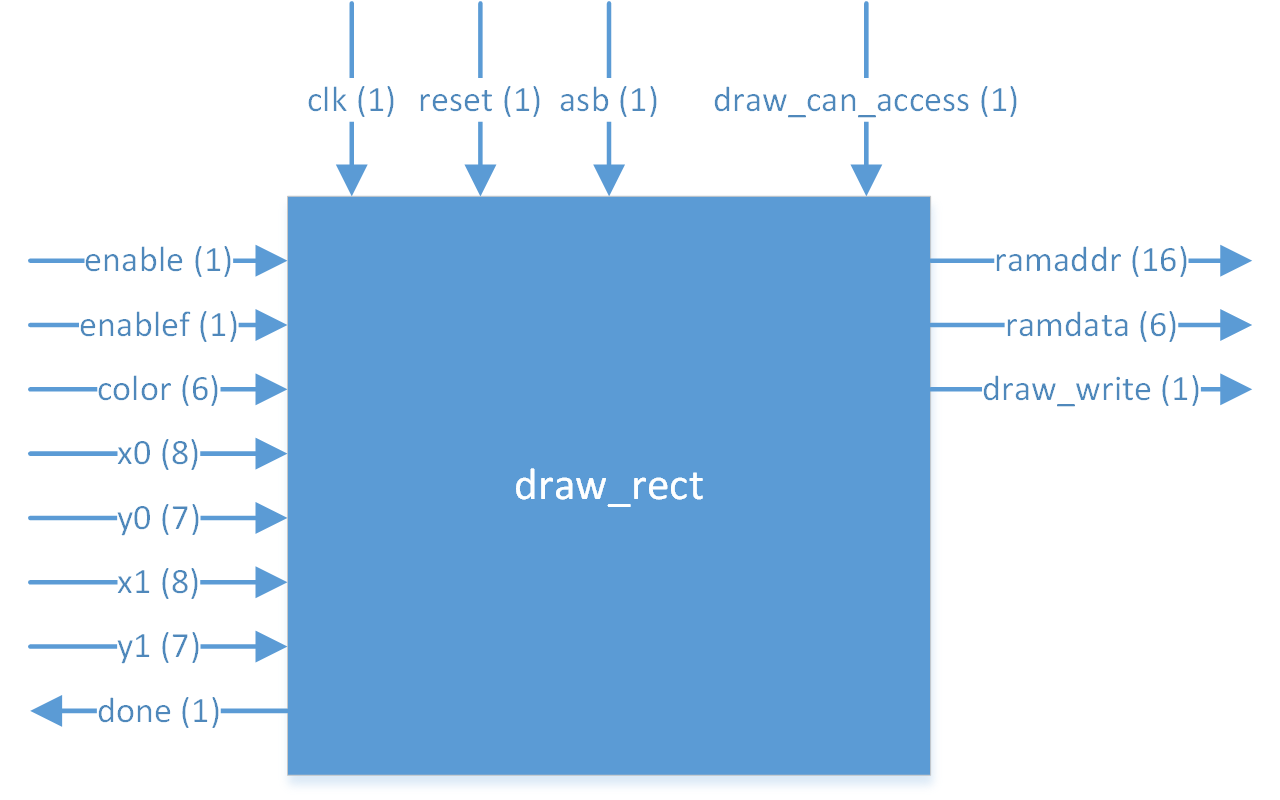 clk (1) reset (1) asb (1) draw_can_access (1)
enable (1)
enablef (1)
color (6)
x0 (8)
y0 (7)
x1 (8)
y1 (7)
done (1)
draw_rect
ramaddr (16)
ramdata (6)
draw_write (1)